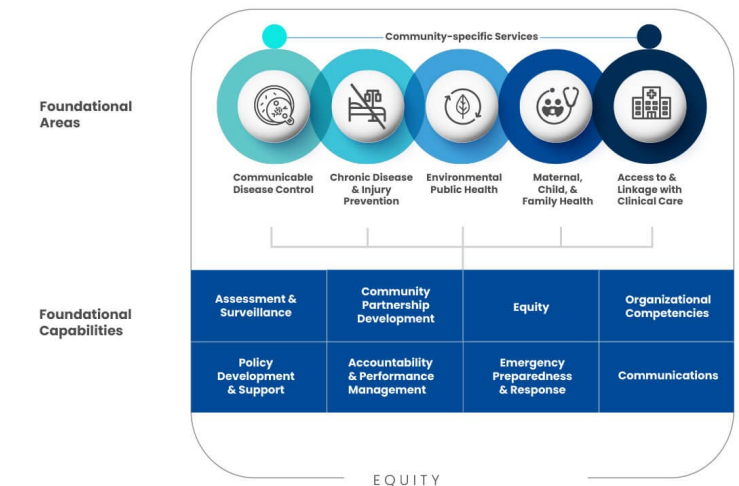 Community-specific Services
Foundational
Areas
Communicable
Disease Control
Chronic Disease
& Injury
Prevention
Environmental
Public Health
Maternal,
Child, &
Family Health
Access to &
Linkage with
Clinical Care
Foundational
Capabilities
Assessment &
Surveillance
Community
Partnership
Development
Equity
Organizational
Competencies
Policy
Development
& Support
Accountability
& Performance
Management
Emergency
Preparedness
& Response
Communications
EQUITY